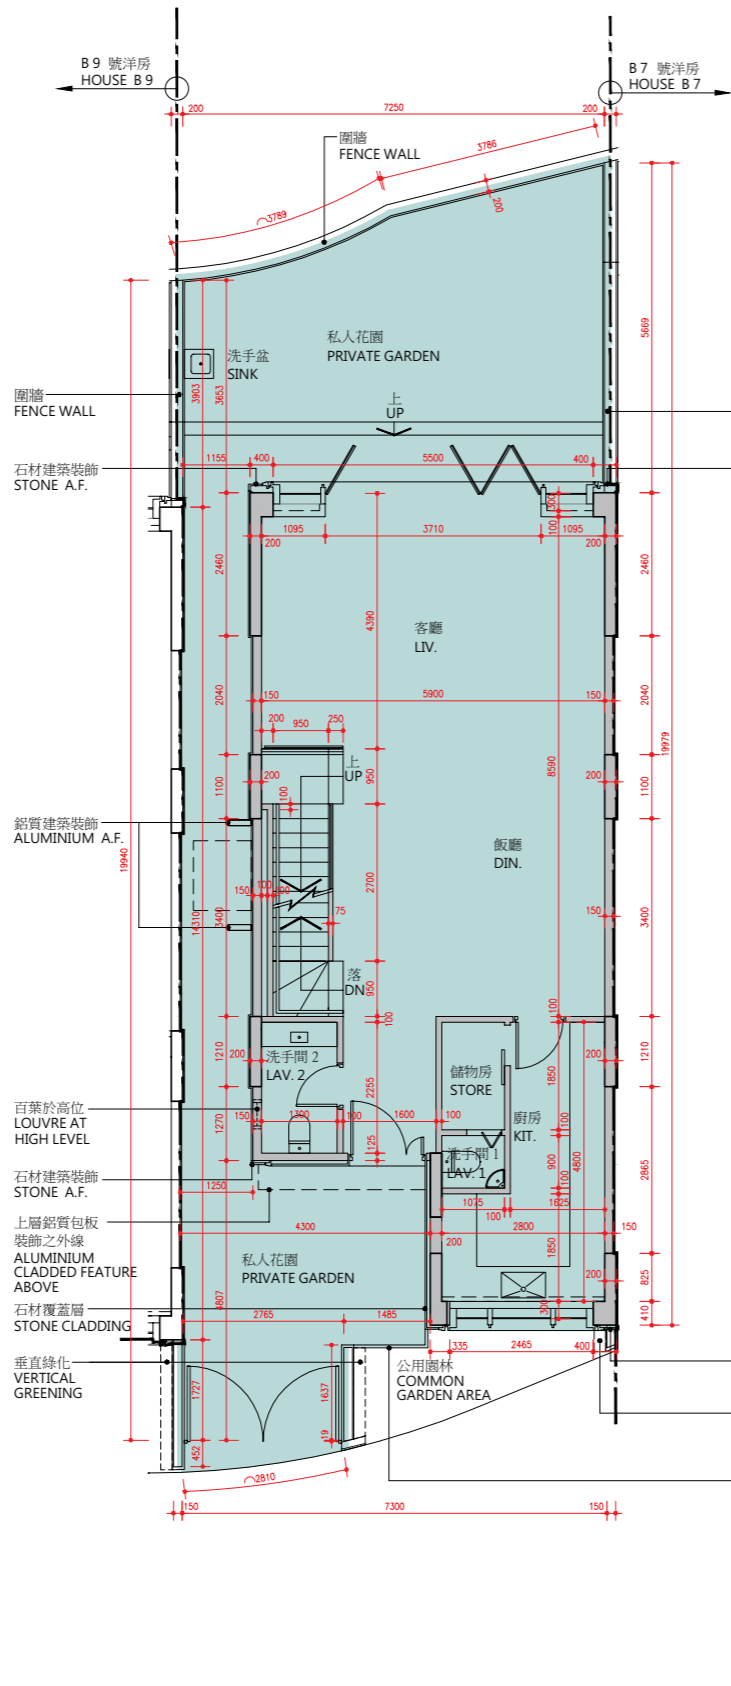 B 9 號洋房
HOUSE B 9
B 7 號洋房
HOUSE B 7
200
7250
200
圍牆
FENCE WALL
3786
3789
200
5669
私人花園
PRIVATE GARDEN
洗手盆
SINK
3903
3653
圍牆
FENCE WALL
上
UP
1155
400
5500
400
石材建築裝飾
STONE A.F.
300
100
1095
3710
1095
200
200
2460
2460
4390
客廳
LIV.
2040
2040
150
5900
150
19979
200
950
250
8590
上
UP
950
200
200
1100
1100
100
鋁質建築裝飾
ALUMINIUM A.F.
飯廳
DIN.
19940
14310
3400
3400
150
100
100
2700
75
150
落
DN
950
100
100
1210
1210
200
200
洗手間 2
LAV. 2
2255
儲物房
STORE
1850
廚房
KIT.
百葉於高位
LOUVRE AT
HIGH LEVEL
150
1300
100
1600
100
100
1270
125
洗手間 1
LAV. 1
900
4800
2865
石材建築裝飾
STONE A.F.
1250
100
1075
1625
100
上層鋁質包板
裝飾之外線
ALUMINIUM
CLADDED FEATURE
ABOVE
4300
2800
150
200
私人花園
PRIVATE GARDEN
1850
200
825
4807
石材覆蓋層
STONE CLADDING
2765
1485
300
410
335
2465
400
垂直綠化
VERTICAL
GREENING
公用園林
COMMON
GARDEN AREA
1727
1637
19
452
2810
150
7300
150